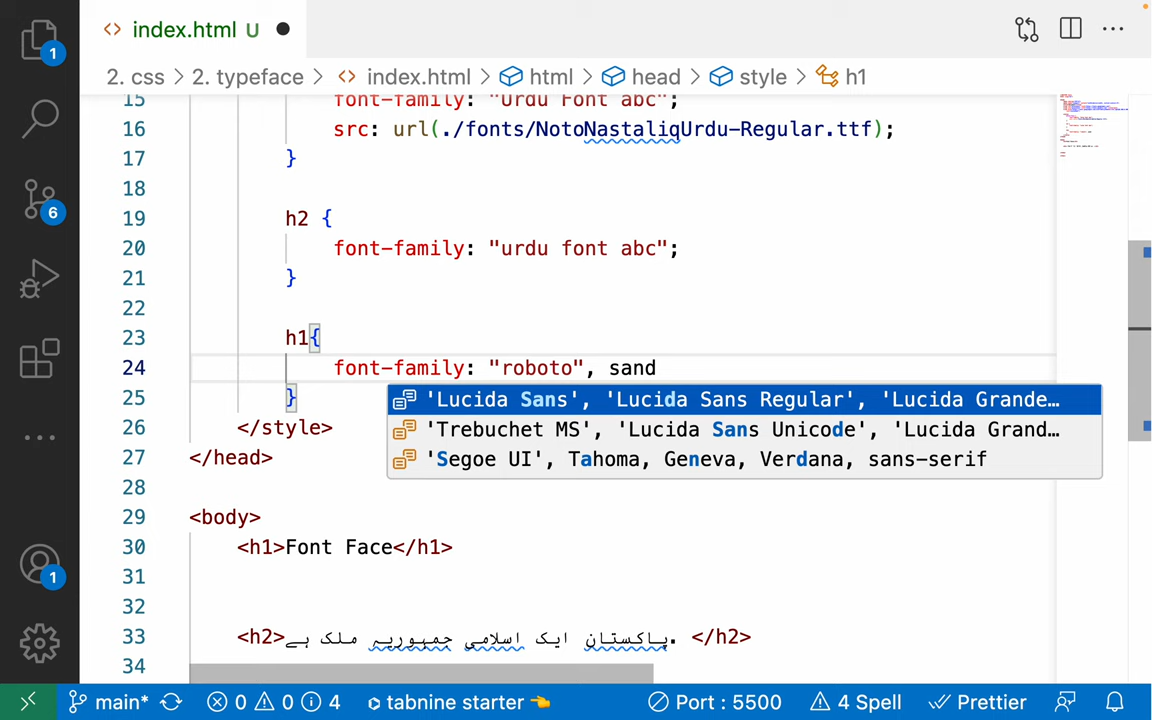 index.html U
2. css > 2. typeface > index.html > html > head > style > h1
15 font-family: "Urdu Font abc";
16 src: url(./fonts/NotoNastaliqUrdu-Regular.ttf);
17 }
18
19 h2 {
20 font-family: "urdu font abc";
21 }
22
23 h1{
24 font-family: "roboto", sand
25 }
'Lucida Sans', 'Lucida Sans Regular', 'Lucida Grande…
'Trebuchet MS', 'Lucida Sans Unicode', 'Lucida Grand…
'Segoe UI', Tahoma, Geneva, Verdana, sans-serif
26 </style>
27 </head>
28
29 <body>
30 <h1>Font Face</h1>
31
32
33 <h2>پاکستان ایک اسلامی جمہوریہ ملک ہے. </h2>
34
1
6
1
main* 0 0 4 tabnine starter 👈 Port : 5500 4 Spell Prettier